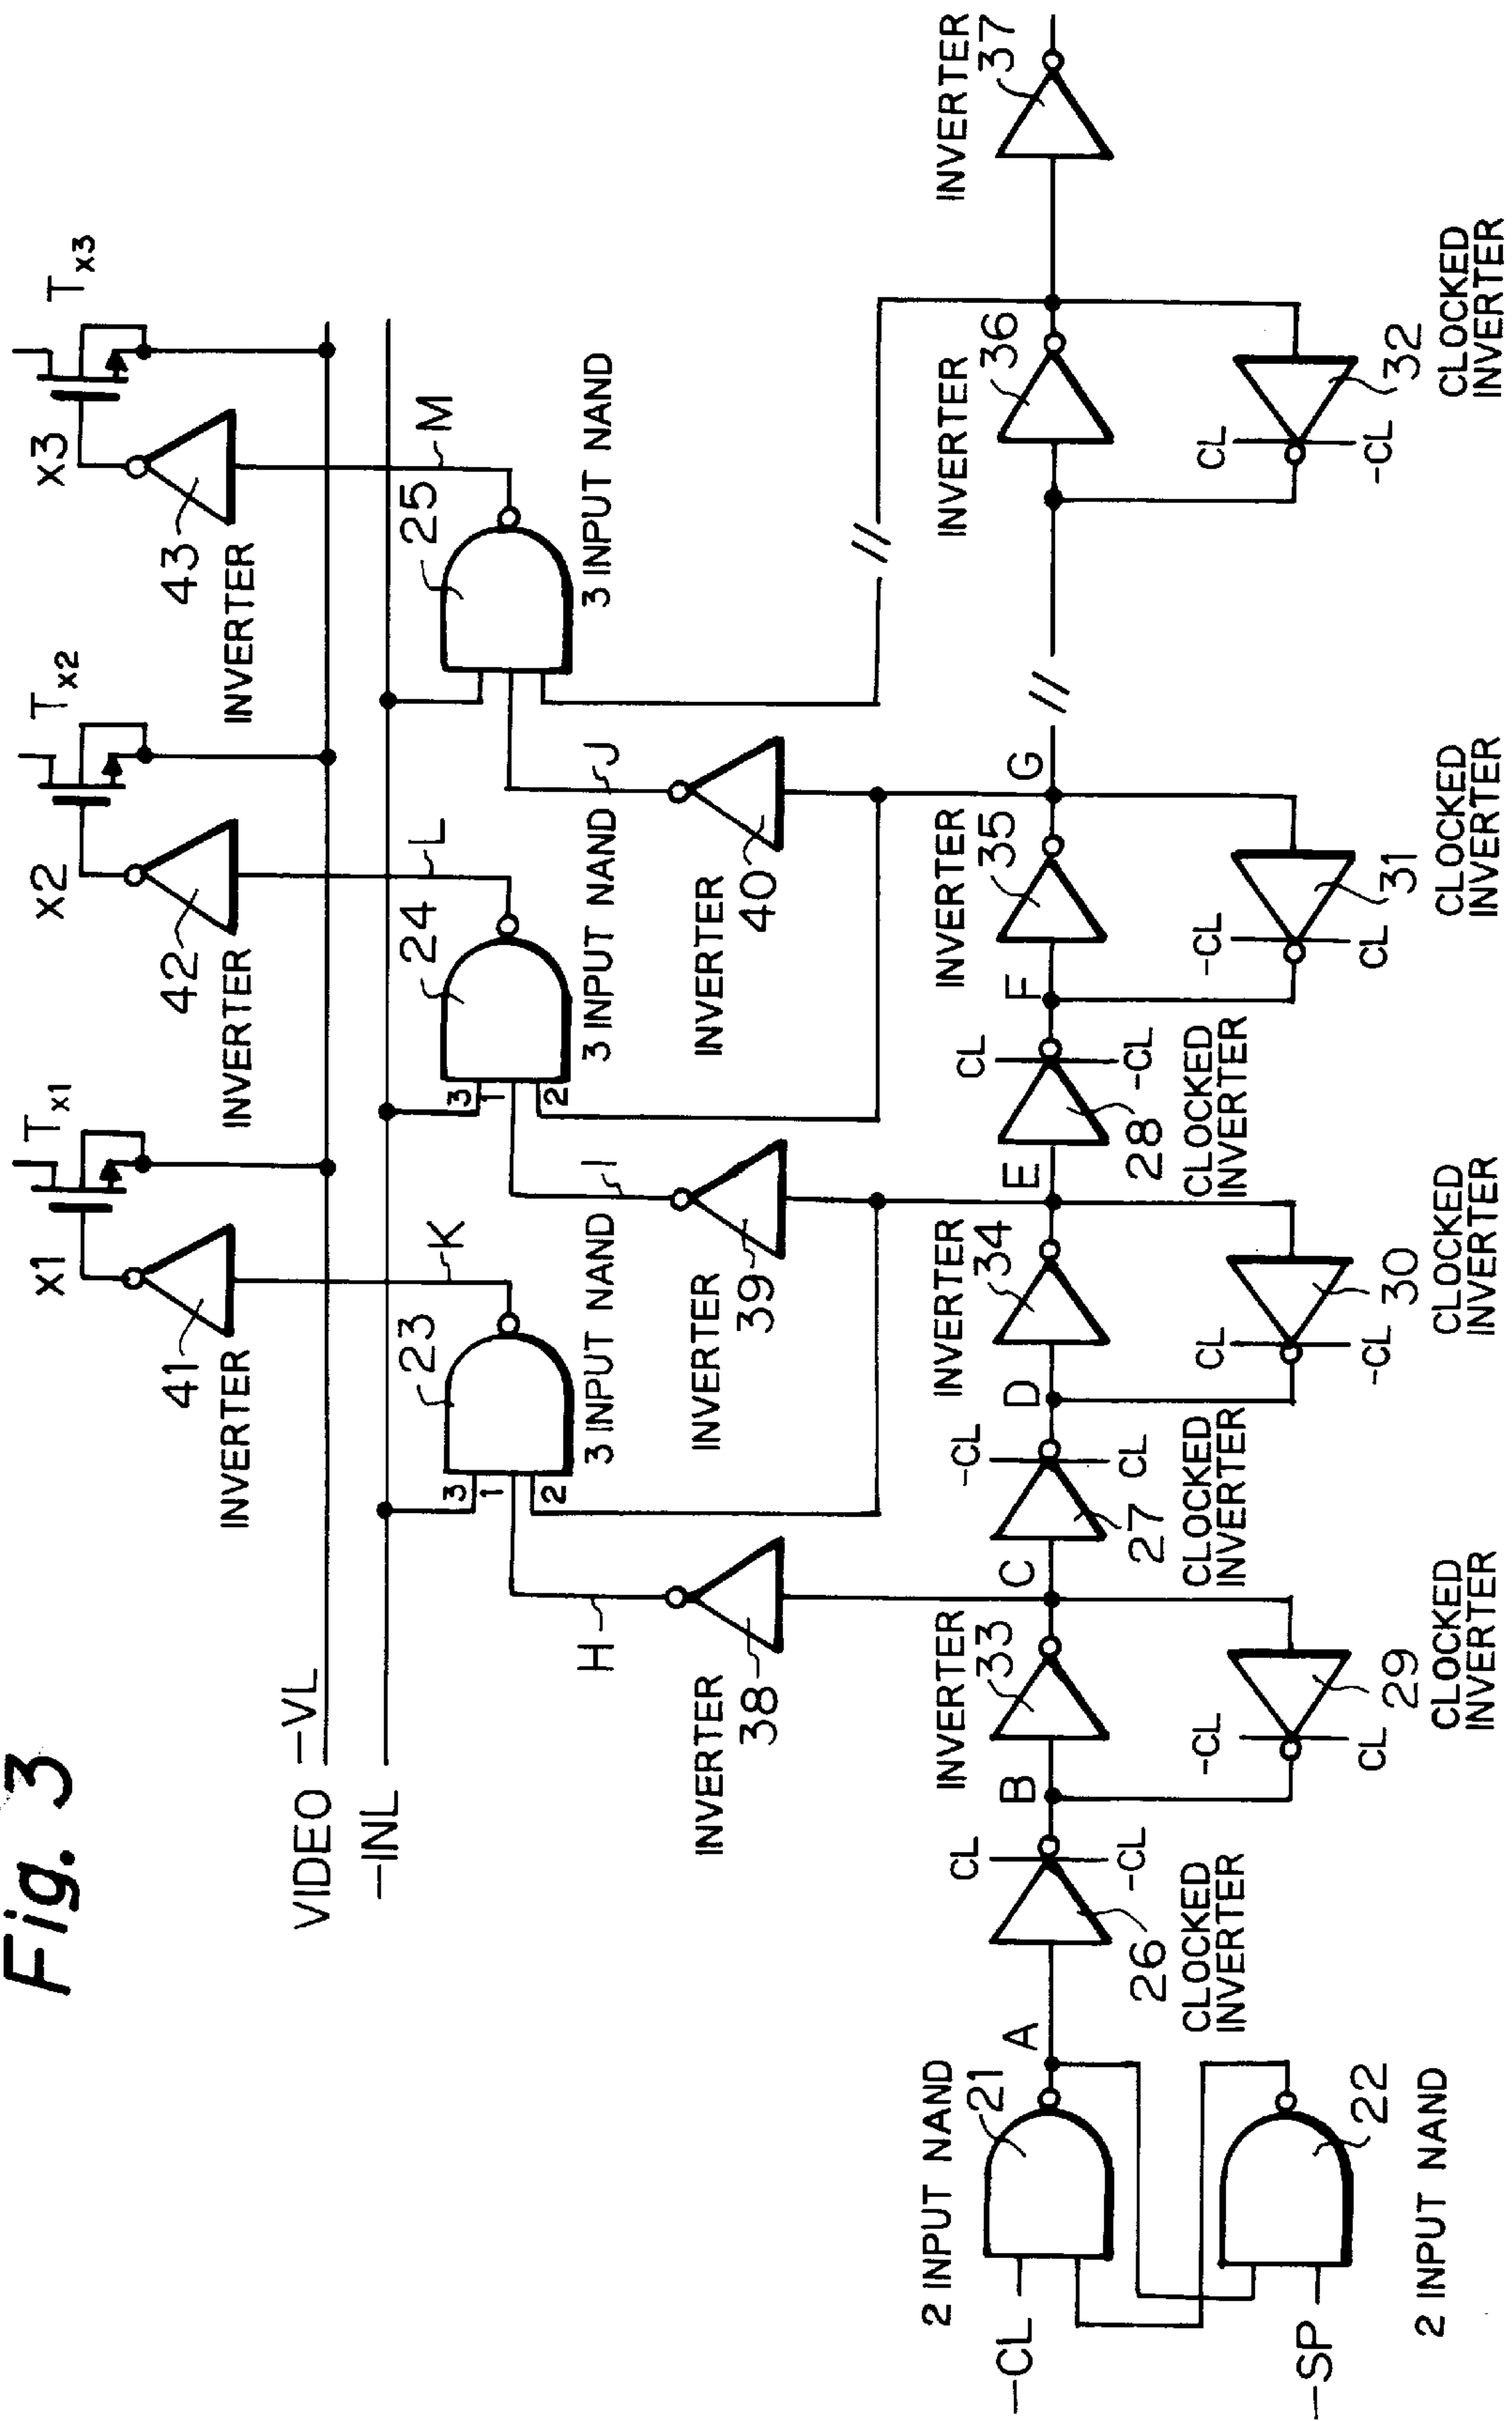 Fig. 3
VIDEO -VL
-INL
X1
Tx1
X2
Tx2
X3
Tx3
41
INVERTER
42
INVERTER
43
INVERTER
K
L
M
23
3 INPUT NAND
3
1
2
24
3 INPUT NAND
3
1
2
25
3 INPUT NAND
H
I
J
INVERTER
38
INVERTER
39
INVERTER
40
//
2 INPUT NAND
21
-CL
A
CL
-CL
26
CLOCKED
INVERTER
B
INVERTER
33
C
-CL
CL
27
CLOCKED
INVERTER
D
INVERTER
34
E
CL
-CL
28
CLOCKED
INVERTER
F
INVERTER
35
G
//
INVERTER
36
INVERTER
37
-SP
22
2 INPUT NAND
-CL
CL
29
CLOCKED
INVERTER
CL
-CL
30
CLOCKED
INVERTER
-CL
CL
31
CLOCKED
INVERTER
CL
-CL
32
CLOCKED
INVERTER